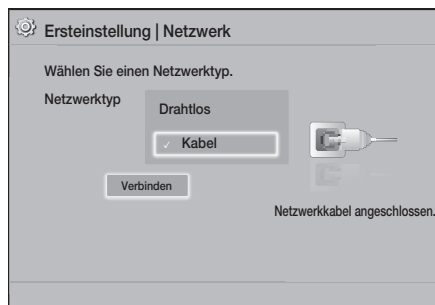 Ersteinstellung | Netzwerk
Wählen Sie einen Netzwerktyp.
Netzwerktyp
Drahtlos
✓ Kabel
Verbinden
Netzwerkkabel angeschlossen.